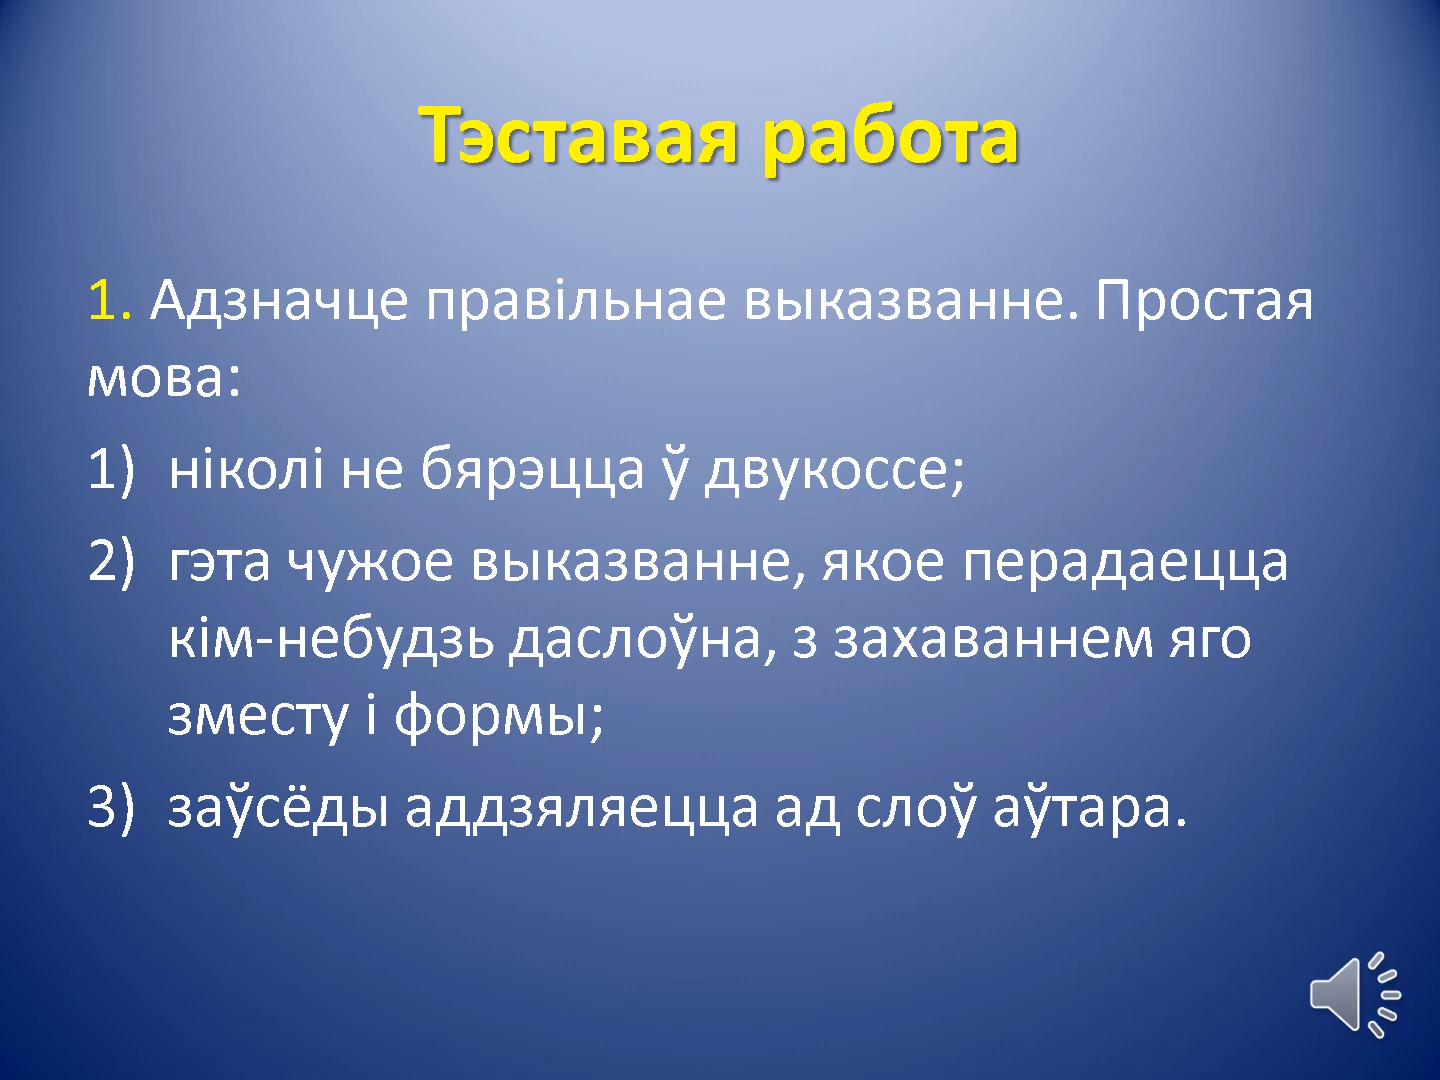 Тэставая работа
1. Адзначце правільнае выказванне. Простая
мова:
1) ніколі не бярэцца ў двукоссе;
2) гэта чужое выказванне, якое перадаецца
кім-небудзь даслоўна, з захаваннем яго
зместу і формы;
3) заўсёды аддзяляецца ад слоў аўтара.